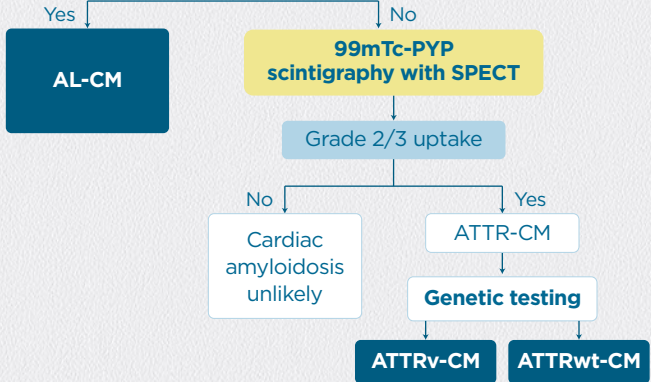 Yes
No
AL-CM
99mTc-PYP
scintigraphy with SPECT
Grade 2/3 uptake
No
Yes
Cardiac
amyloidosis
unlikely
ATTR-CM
Genetic testing
ATTRv-CM
ATTRwt-CM